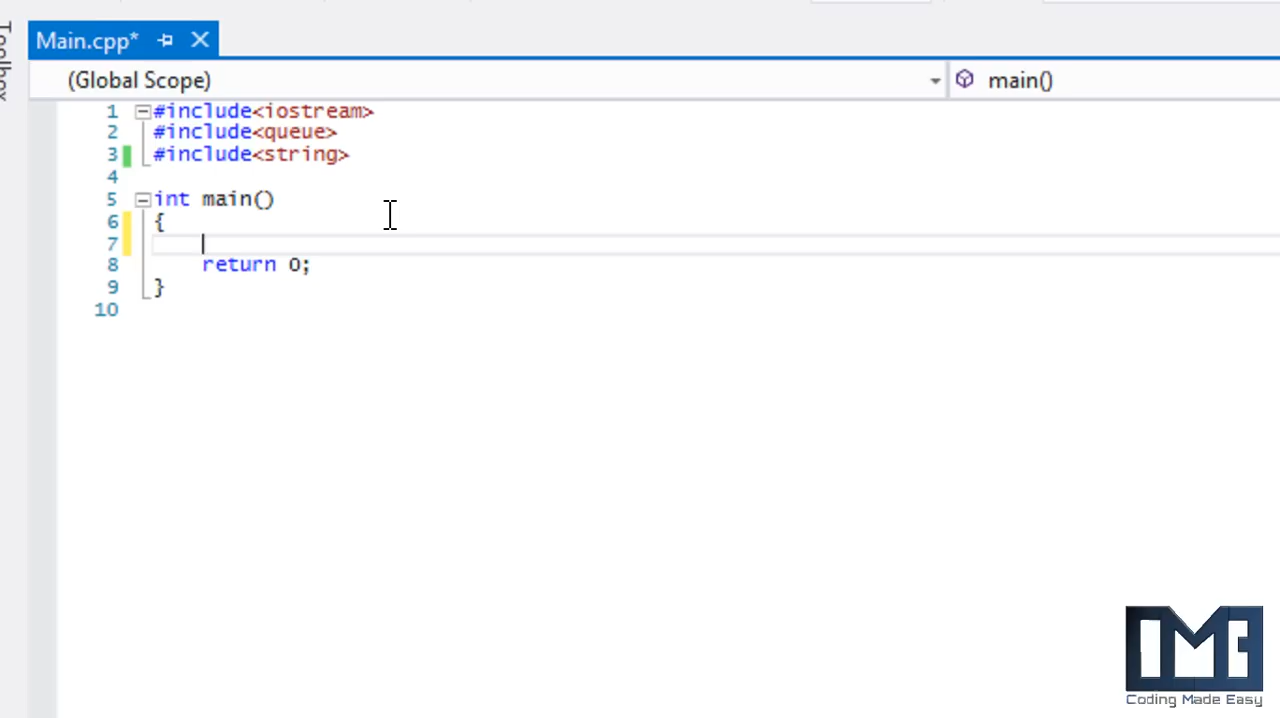 Toolbox
Main.cpp*
(Global Scope)
main()
1 #include<iostream>
2 #include<queue>
3 #include<string>
4
5 int main()
6 {
7
8 return 0;
9 }
10
Coding Made Easy